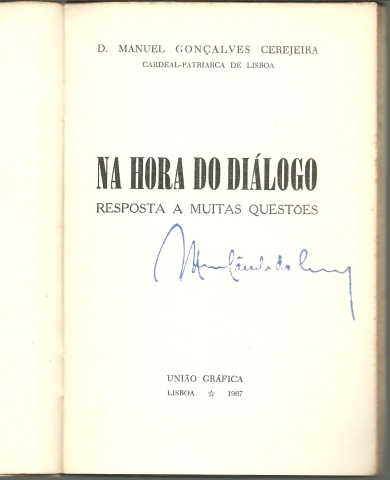 D. MANUEL GONÇALVES CEREJEIRA
CARDEAL-PATRIARCA DE LISBOA
NA HORA DO DIÁLOGO
RESPOSTA A MUITAS QUESTÕES
UNIÃO GRÁFICA
LISBOA ☆ 1967